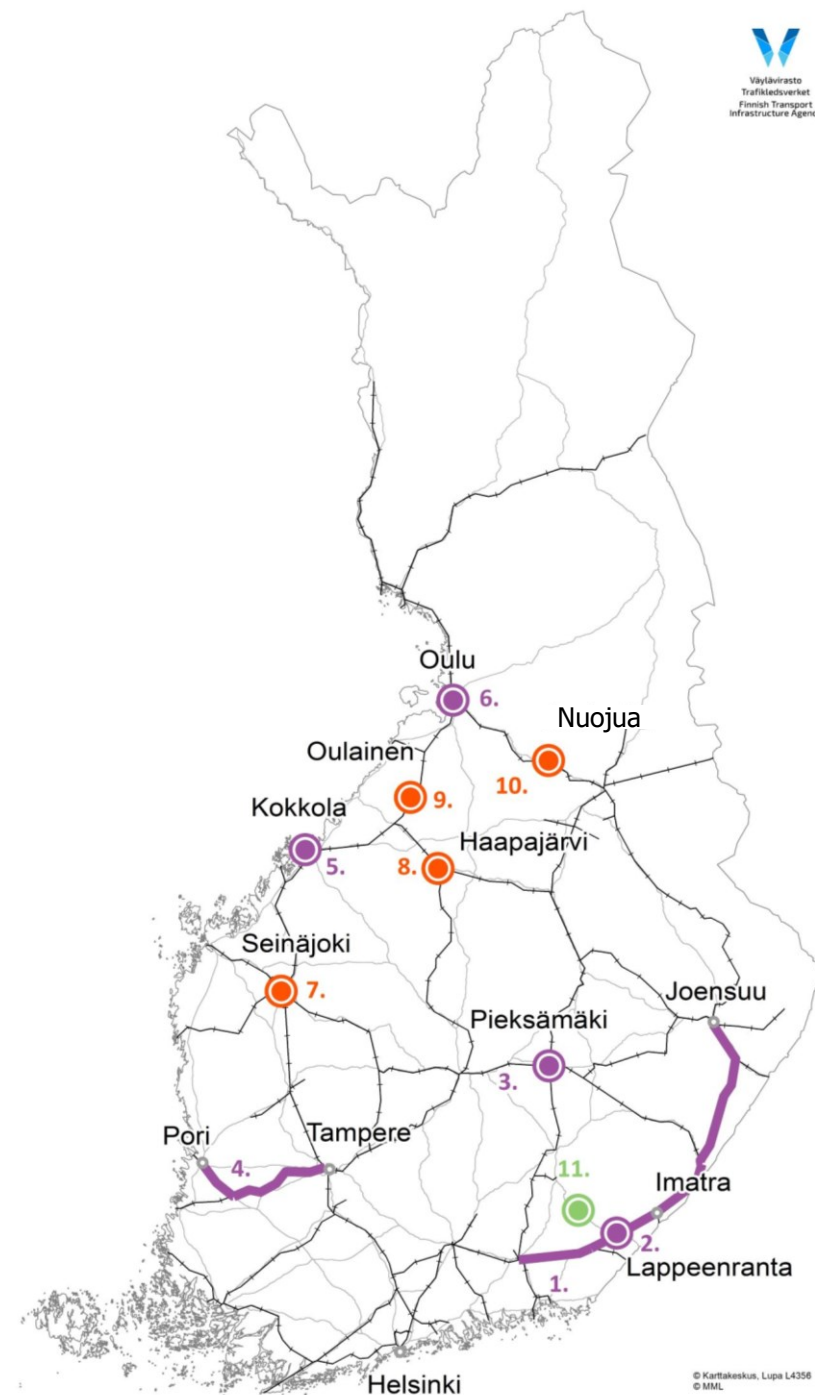 Väylävirasto
Trafikledsverket
Finnish Transport
Infrastructure Agenc
Oulu
6.
Nuojua
Oulainen
10.
9.
Kokkola
Haapajärvi
5.
8.
Seinäjoki
7.
Joensuu
Pieksämäki
3.
Pori
Tampere
4.
11.
Imatra
2.
Lappeenranta
1.
Helsinki
© Karttakeskus, Lupa L4356
© MML